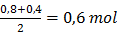 (0,8+0,4)/2 = 0,6 mol